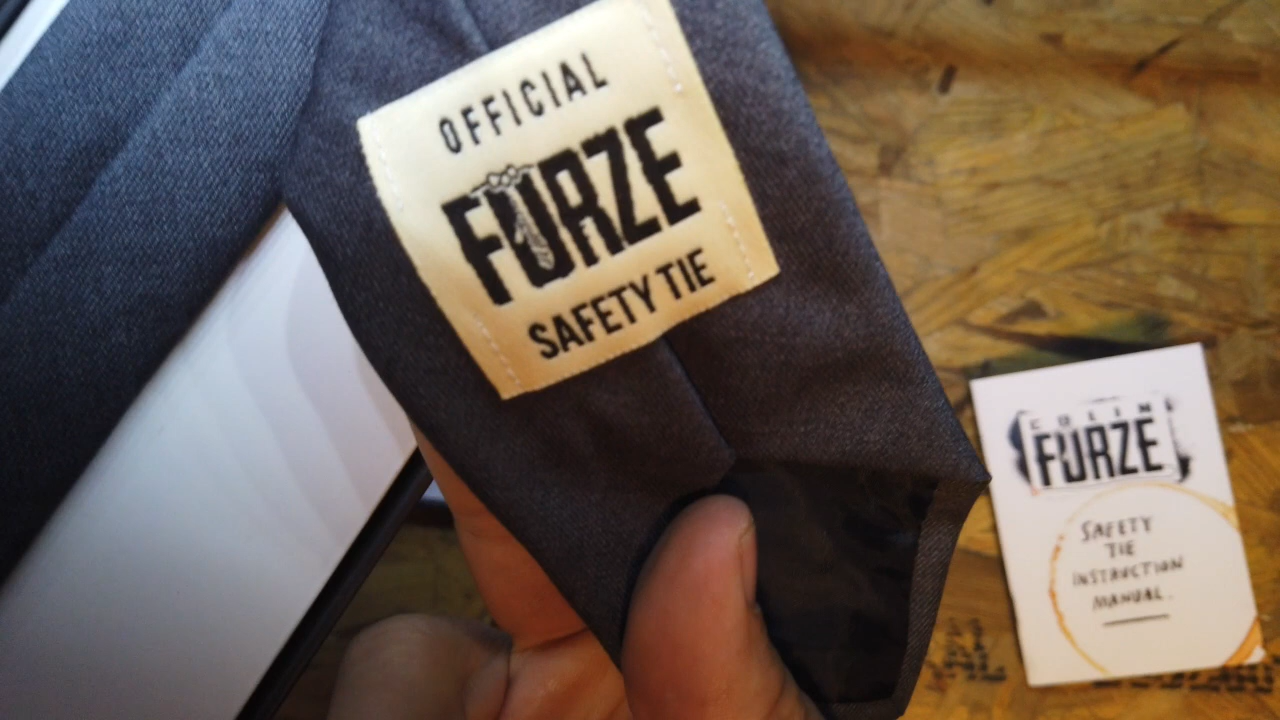 OFFICIAL
FURZE
SAFETY TIE
COLIN
FURZE
SAFETY
TIE
INSTRUCTION
MANUAL.